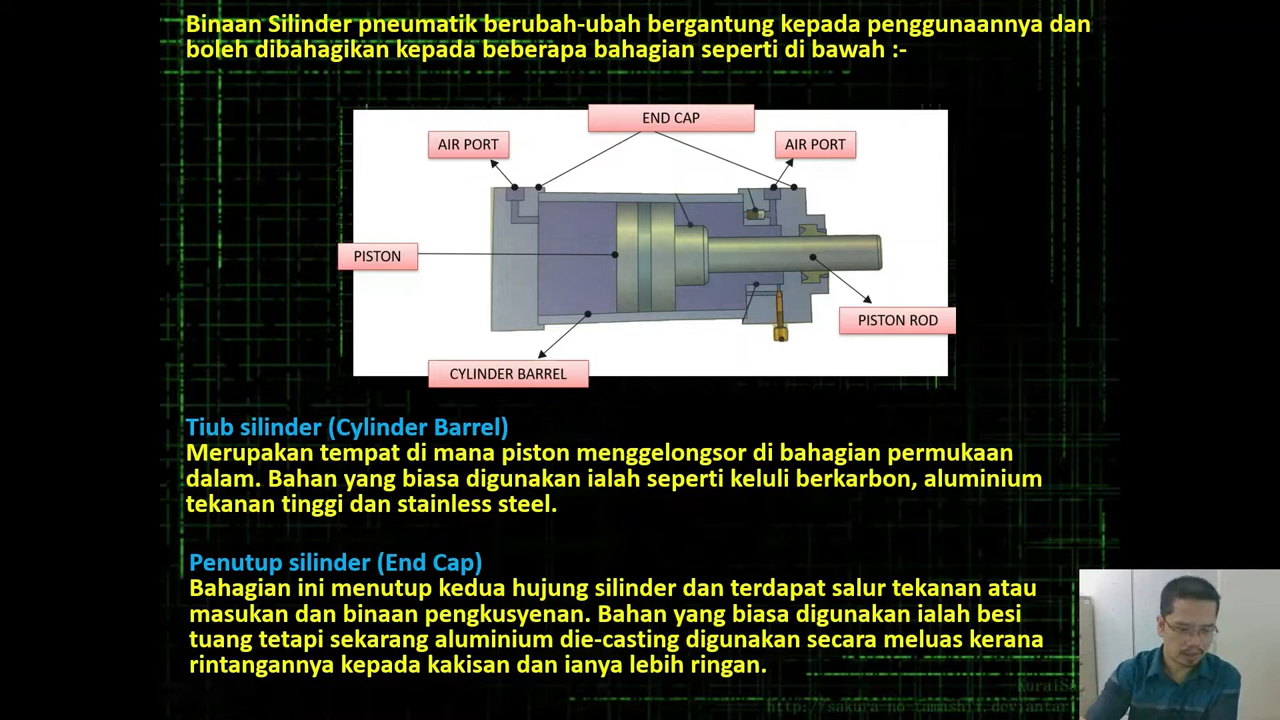 Binaan Silinder pneumatik berubah-ubah bergantung kepada penggunaannya dan
boleh dibahagikan kepada beberapa bahagian seperti di bawah :-
END CAP
AIR PORT
AIR PORT
PISTON
PISTON ROD
CYLINDER BARREL
Tiub silinder (Cylinder Barrel)
Merupakan tempat di mana piston menggelongsor di bahagian permukaan
dalam. Bahan yang biasa digunakan ialah seperti keluli berkarbon, aluminium
tekanan tinggi dan stainless steel.
Penutup silinder (End Cap)
Bahagian ini menutup kedua hujung silinder dan terdapat salur tekanan atau
masukan dan binaan pengkusyenan. Bahan yang biasa digunakan ialah besi
tuang tetapi sekarang aluminium die-casting digunakan secara meluas kerana
rintangannya kepada kakisan dan ianya lebih ringan.